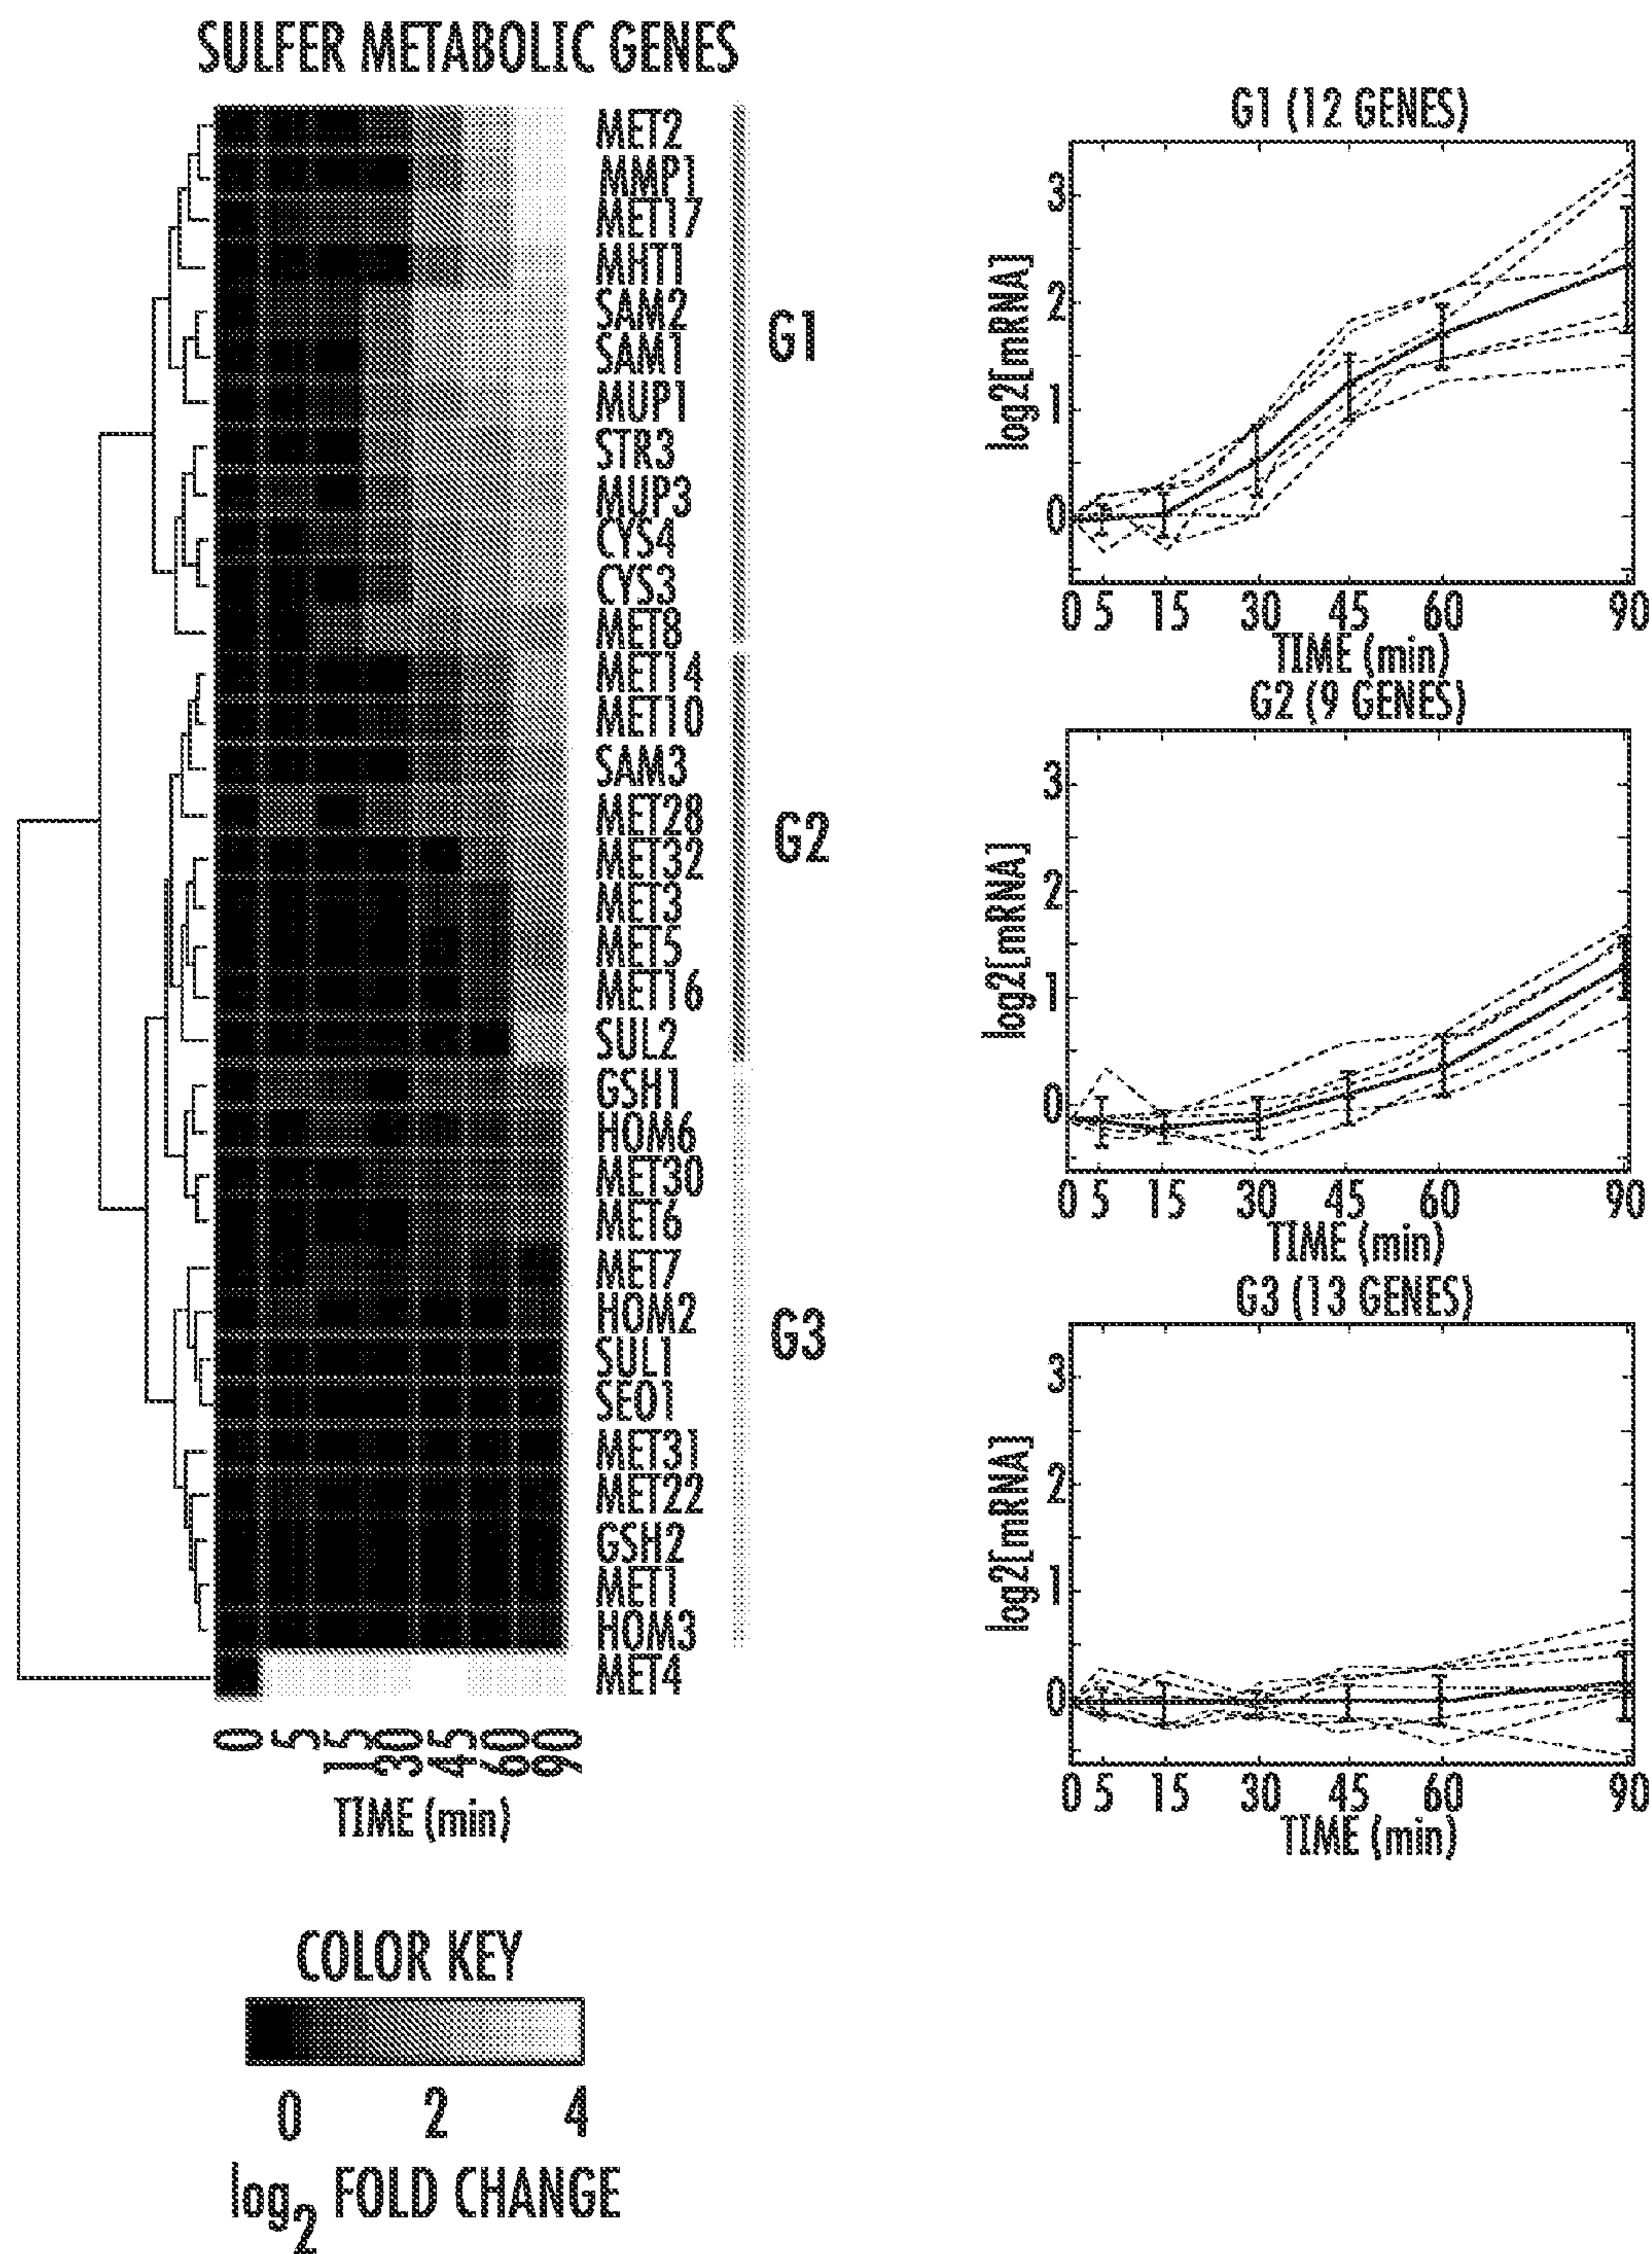 SULFER METABOLIC GENES
MET2
MMP1
MET17
MHT1
SAM2
SAM1
MUP1
STR3
MUP3
CYS4
CYS3
MET8
MET14
MET10
SAM3
MET28
MET32
MET3
MET5
MET16
SUL2
GSH1
HOM6
MET30
MET6
MET7
HOM2
SUL1
SEO1
MET31
MET22
GSH2
MET1
HOM3
MET4
G1
G2
G3
0 5 15 30 45 60 90
TIME (min)
COLOR KEY
0 2 4
log2 FOLD CHANGE
G1 (12 GENES)
log2[mRNA]
3
2
1
0
0 5 15 30 45 60 90
TIME (min)
G2 (9 GENES)
log2[mRNA]
3
2
1
0
0 5 15 30 45 60 90
TIME (min)
G3 (13 GENES)
log2[mRNA]
3
2
1
0
0 5 15 30 45 60 90
TIME (min)